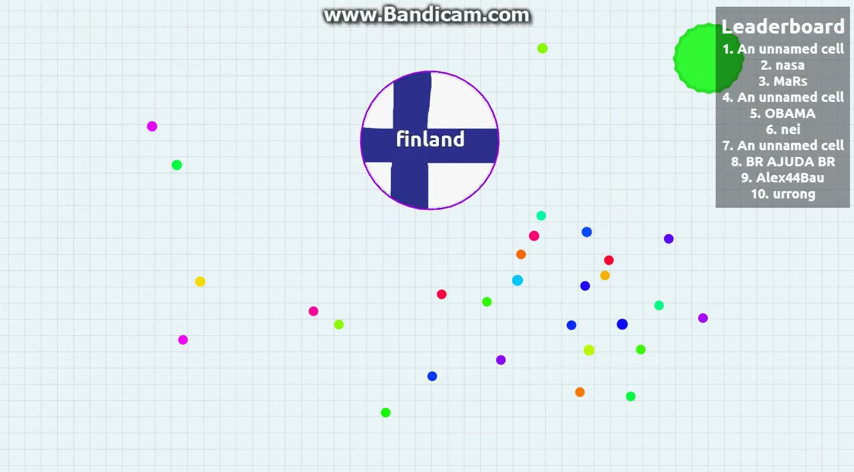 www.Bandicam.com
Leaderboard
1. An unnamed cell
2. nasa
3. MaRs
4. An unnamed cell
5. OBAMA
6. nei
7. An unnamed cell
8. BR AJUDA BR
9. Alex44Bau
10. urrong
finland